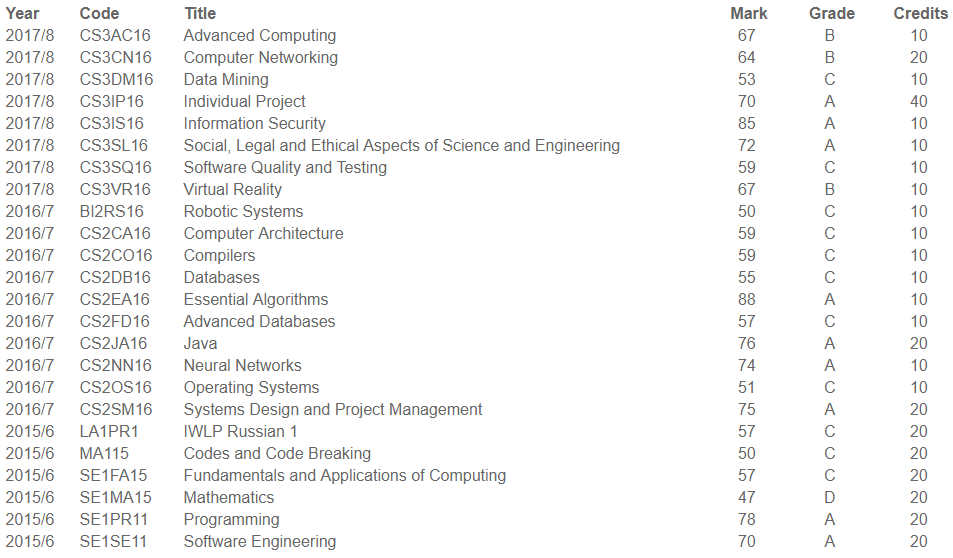 Year Code Title Mark Grade Credits
2017/8 CS3AC16 Advanced Computing 67 B 10
2017/8 CS3CN16 Computer Networking 64 B 20
2017/8 CS3DM16 Data Mining 53 C 10
2017/8 CS3IP16 Individual Project 70 A 40
2017/8 CS3IS16 Information Security 85 A 10
2017/8 CS3SL16 Social, Legal and Ethical Aspects of Science and Engineering 72 A 10
2017/8 CS3SQ16 Software Quality and Testing 59 C 10
2017/8 CS3VR16 Virtual Reality 67 B 10
2016/7 BI2RS16 Robotic Systems 50 C 10
2016/7 CS2CA16 Computer Architecture 59 C 10
2016/7 CS2CO16 Compilers 59 C 10
2016/7 CS2DB16 Databases 55 C 10
2016/7 CS2EA16 Essential Algorithms 88 A 10
2016/7 CS2FD16 Advanced Databases 57 C 10
2016/7 CS2JA16 Java 76 A 20
2016/7 CS2NN16 Neural Networks 74 A 10
2016/7 CS2OS16 Operating Systems 51 C 10
2016/7 CS2SM16 Systems Design and Project Management 75 A 20
2015/6 LA1PR1 IWLP Russian 1 57 C 20
2015/6 MA115 Codes and Code Breaking 50 C 20
2015/6 SE1FA15 Fundamentals and Applications of Computing 57 C 20
2015/6 SE1MA15 Mathematics 47 D 20
2015/6 SE1PR11 Programming 78 A 20
2015/6 SE1SE11 Software Engineering 70 A 20